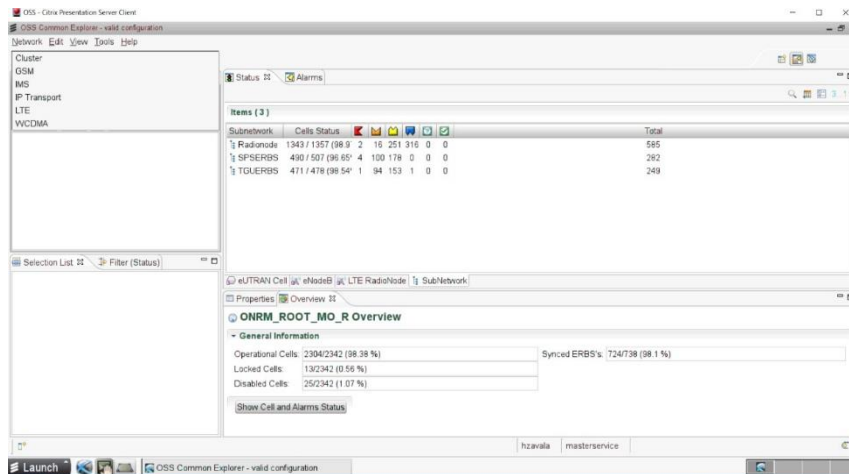 OSS - Citrix Presentation Server Client
OSS Common Explorer - valid configuration
Network Edit View Tools Help
Cluster
GSM
IMS
IP Transport
LTE
WCDMA
Status Alarms
Items ( 3 )
Subnetwork Cells Status Total
Radionode 1343 / 1357 (98.9 2 16 251 316 0 0 585
SPSERBS 490 / 507 (96.65 4 100 178 0 0 0 282
TGUERBS 471 / 478 (98.54 1 94 153 1 0 0 249
Selection List Filter (Status)
eUTRAN Cell eNodeB LTE RadioNode SubNetwork
Properties Overview
ONRM_ROOT_MO_R Overview
General Information
Operational Cells: 2304/2342 (98.38 %) Synced ERBS's: 724/738 (98.1 %)
Locked Cells: 13/2342 (0.56 %)
Disabled Cells: 25/2342 (1.07 %)
Show Cell and Alarms Status
hzavala masterservice
Launch OSS Common Explorer - valid configuration